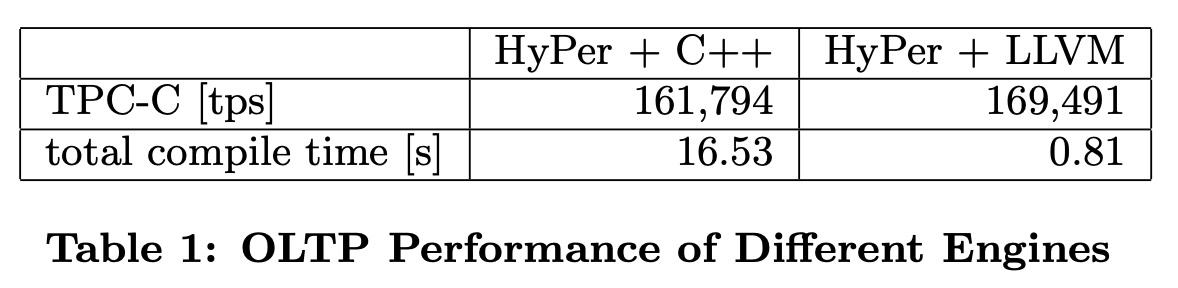 HyPer + C++ HyPer + LLVM
TPC-C [tps] 161,794 169,491
total compile time [s] 16.53 0.81
Table 1: OLTP Performance of Different Engines